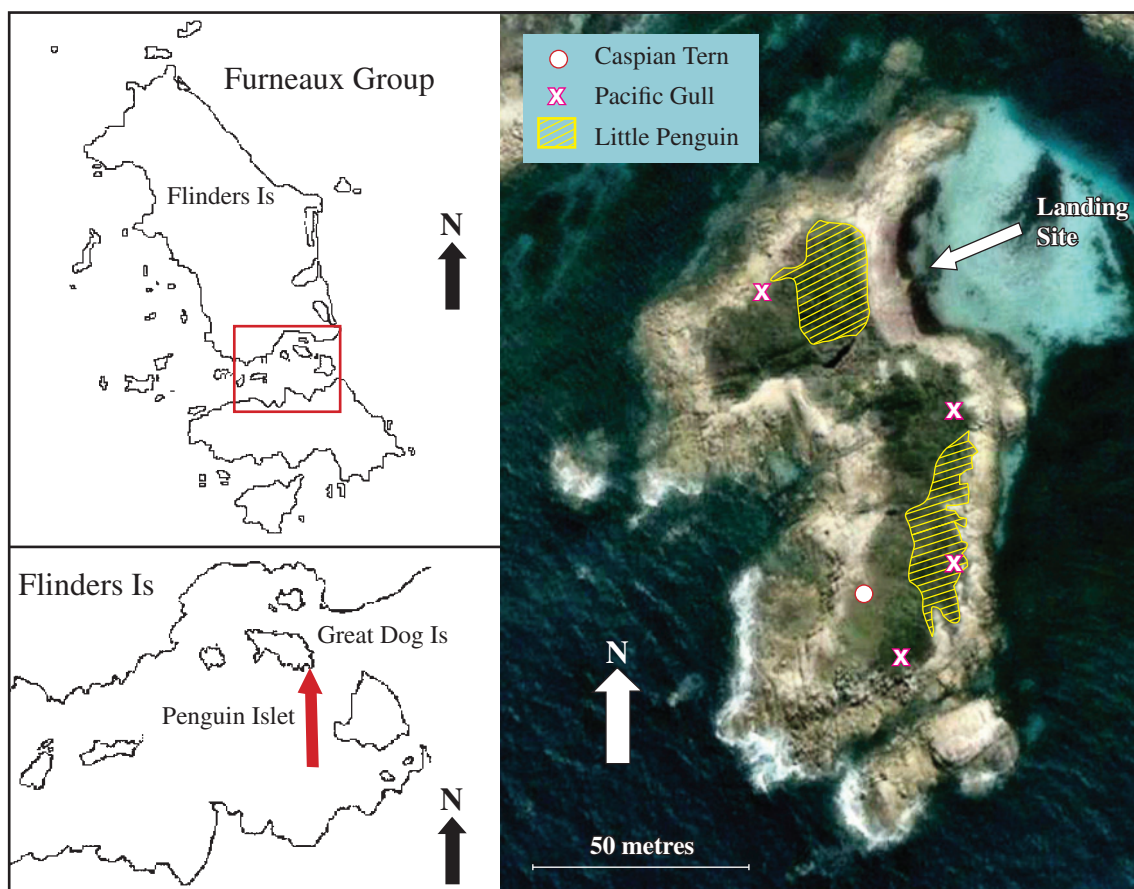 Furneaux Group
Flinders Is
N
Flinders Is
Great Dog Is
Penguin Islet
N
Caspian Tern
X Pacific Gull
Little Penguin
Landing
Site
X
X
X
X
N
50 metres